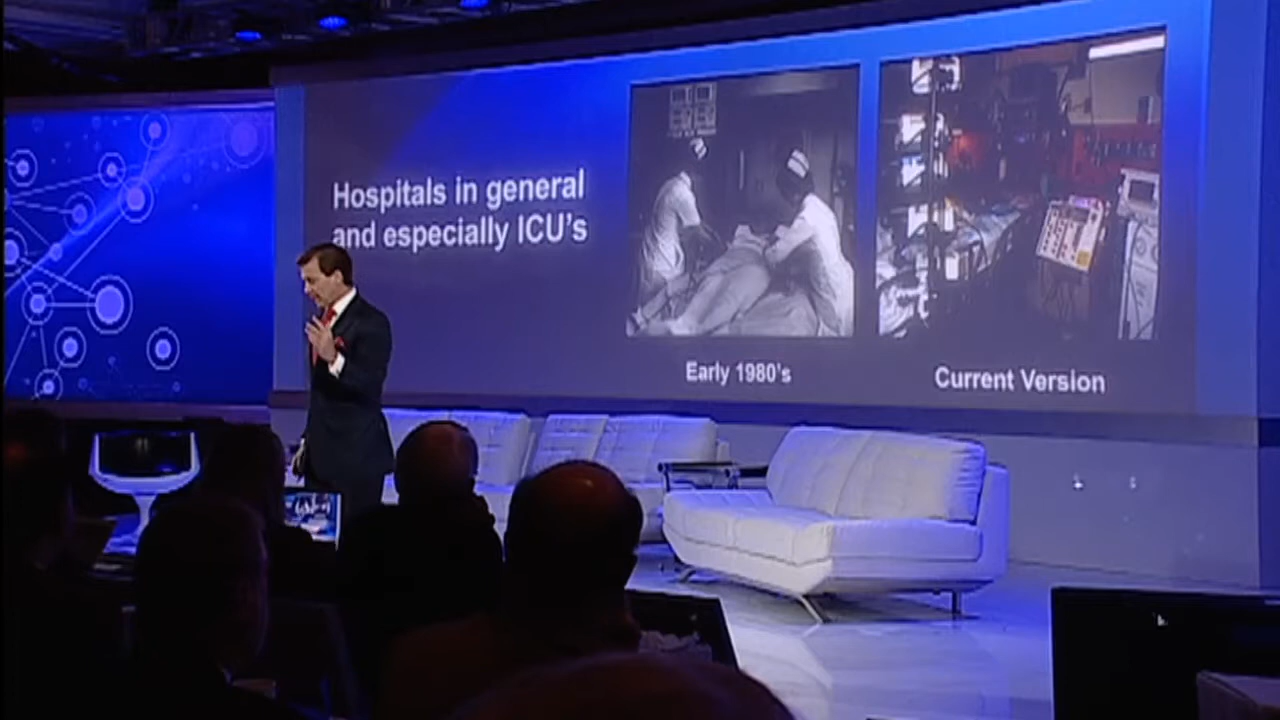 Hospitals in general
and especially ICU's
Early 1980's
Current Version